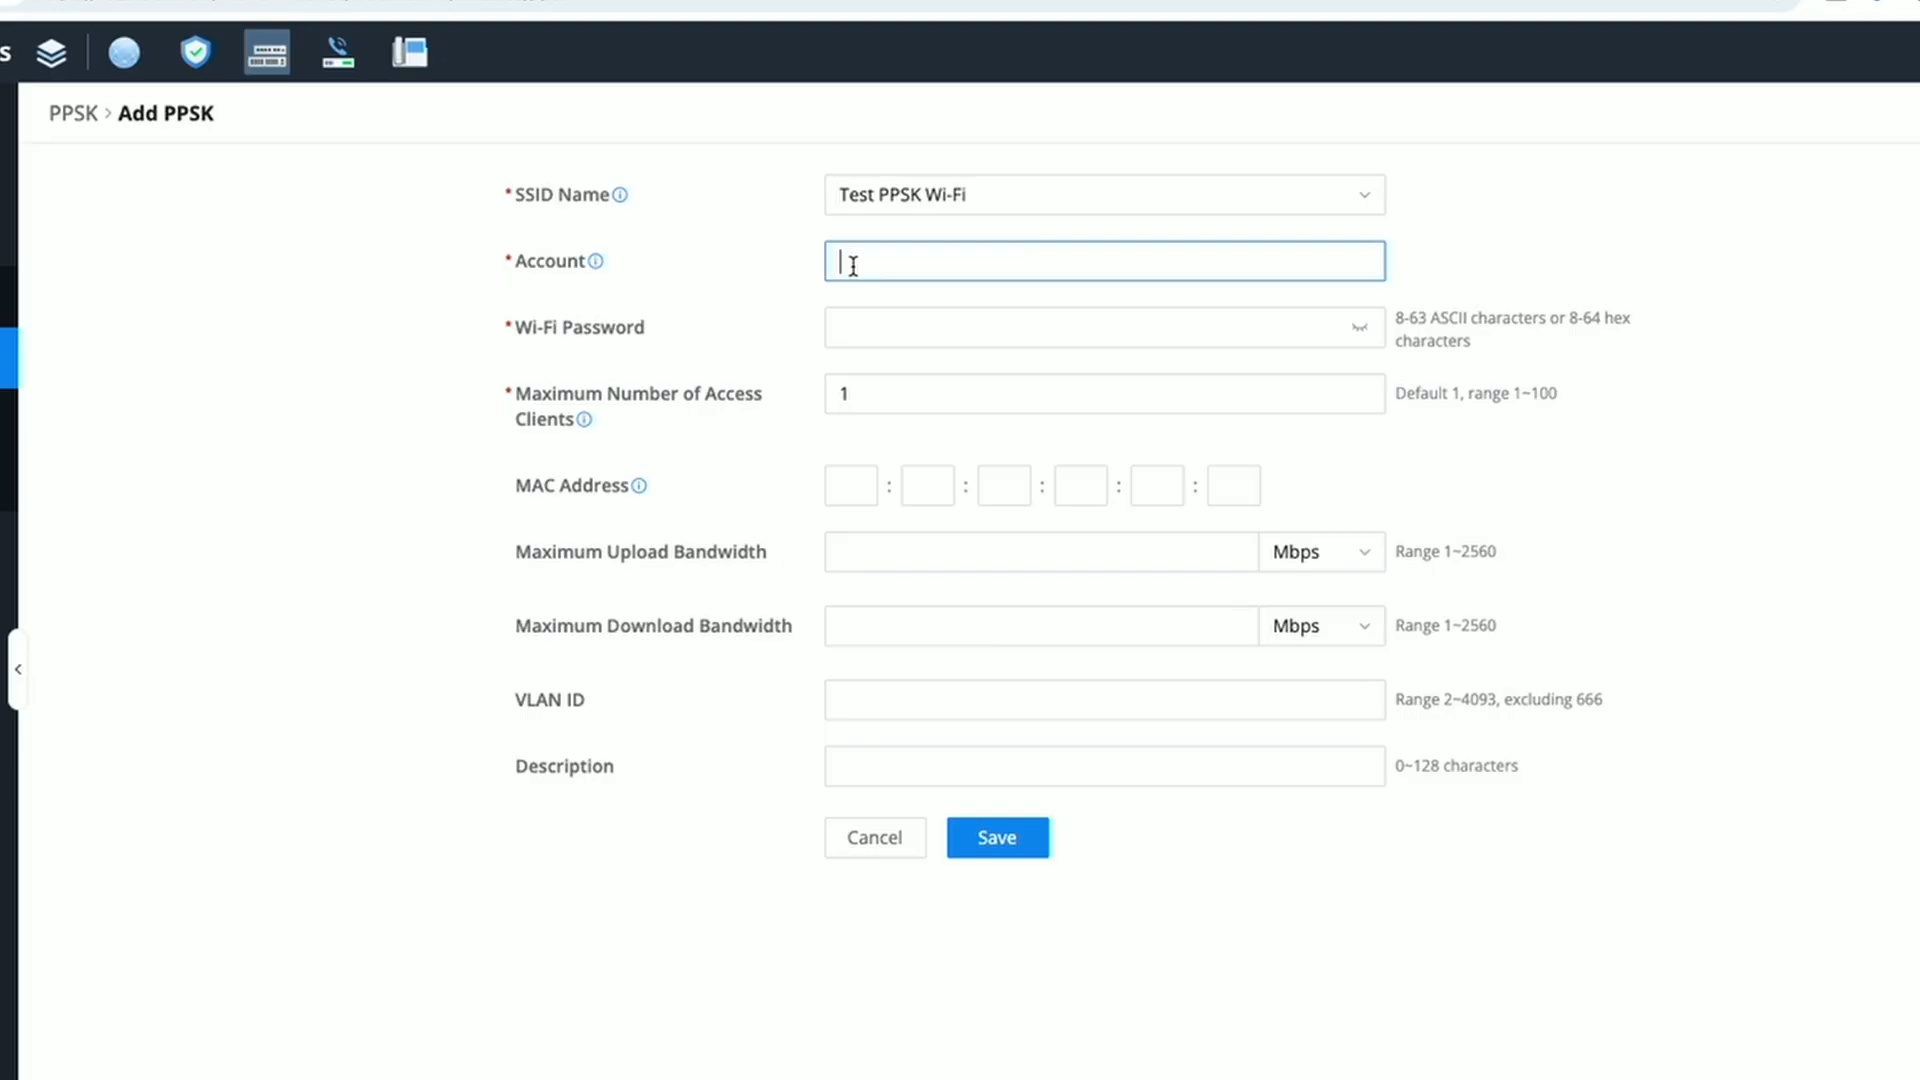 s
PPSK > Add PPSK
* SSID Name
Test PPSK Wi-Fi
* Account
* Wi-Fi Password
8-63 ASCII characters or 8-64 hex
characters
* Maximum Number of Access
Clients
1
Default 1, range 1~100
MAC Address
: : : : :
Maximum Upload Bandwidth
Mbps
Range 1~2560
Maximum Download Bandwidth
Mbps
Range 1~2560
VLAN ID
Range 2~4093, excluding 666
Description
0~128 characters
Cancel
Save